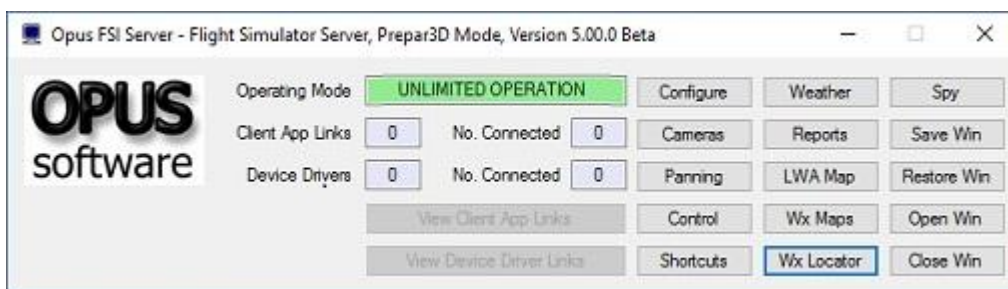 Opus FSI Server - Flight Simulator Server, Prepar3D Mode, Version 5.00.0 Beta
OPUS
software
Operating Mode UNLIMITED OPERATION Configure Weather Spy
Client App Links 0 No. Connected 0 Cameras Reports Save Win
Device Drivers 0 No. Connected 0 Panning LWA Map Restore Win
View Client App Links Control Wx Maps Open Win
View Device Driver Links Shortcuts Wx Locator Close Win